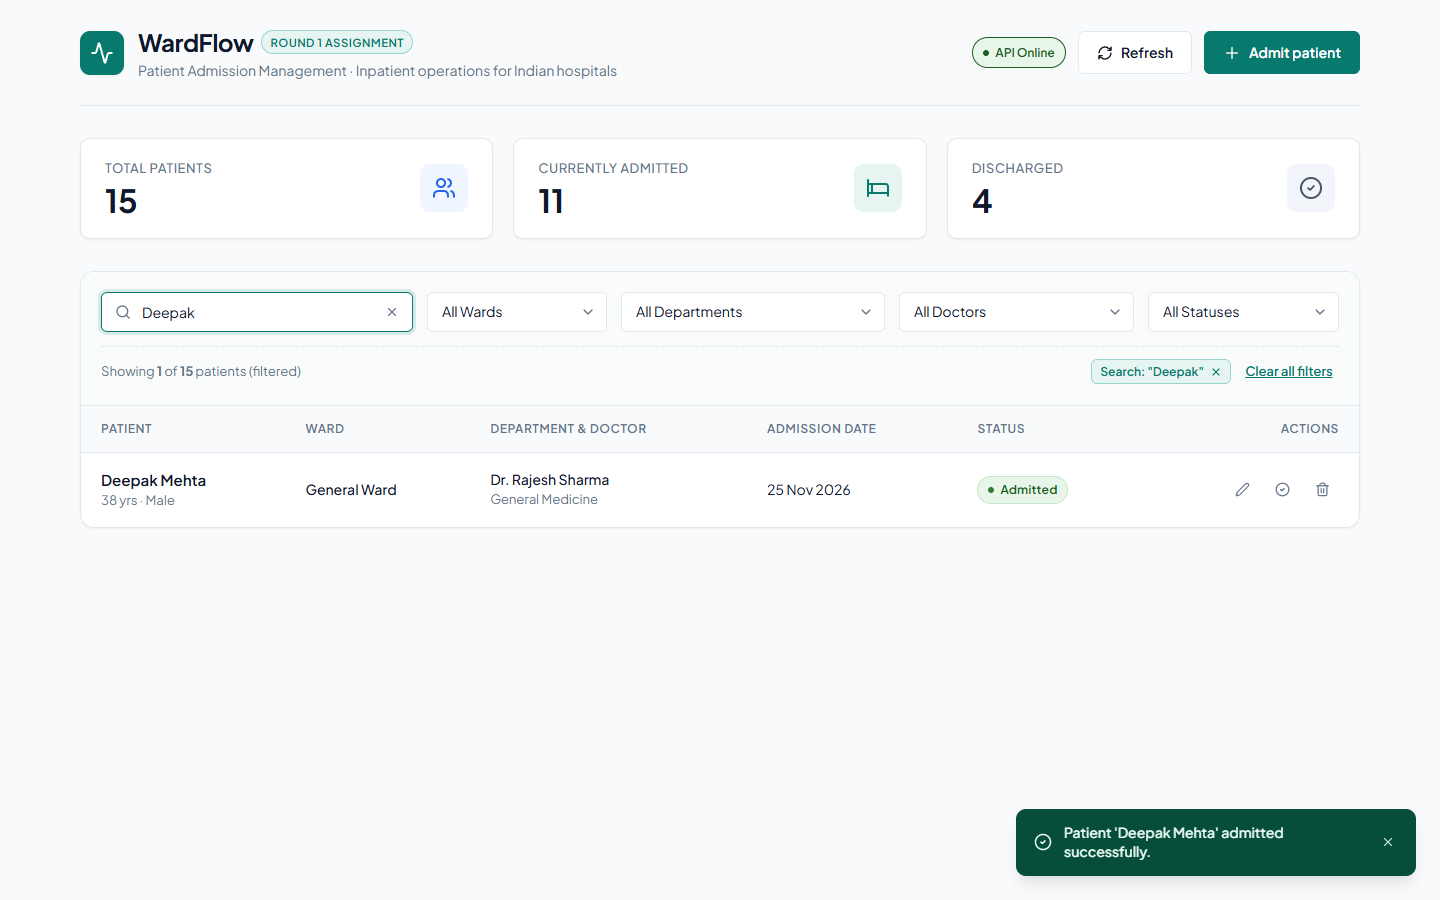 WardFlow ROUND 1 ASSIGNMENT
Patient Admission Management · Inpatient operations for Indian hospitals
API Online
Refresh
Admit patient
TOTAL PATIENTS
15
CURRENTLY ADMITTED
11
DISCHARGED
4
Deepak
All Wards
All Departments
All Doctors
All Statuses
Showing 1 of 15 patients (filtered)
Search: "Deepak"
Clear all filters
PATIENT WARD DEPARTMENT & DOCTOR ADMISSION DATE STATUS ACTIONS
Deepak Mehta
38 yrs · Male
General Ward
Dr. Rajesh Sharma
General Medicine
25 Nov 2026
Admitted
Patient 'Deepak Mehta' admitted
successfully.